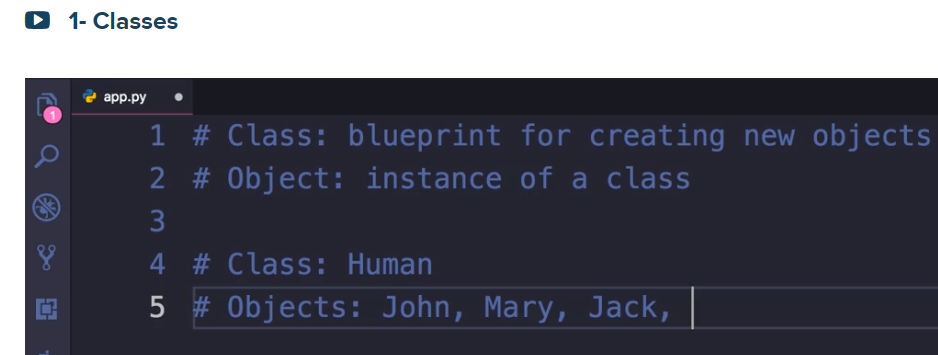 1- Classes
app.py
1
1 # Class: blueprint for creating new objects
2 # Object: instance of a class
3
4 # Class: Human
5 # Objects: John, Mary, Jack,